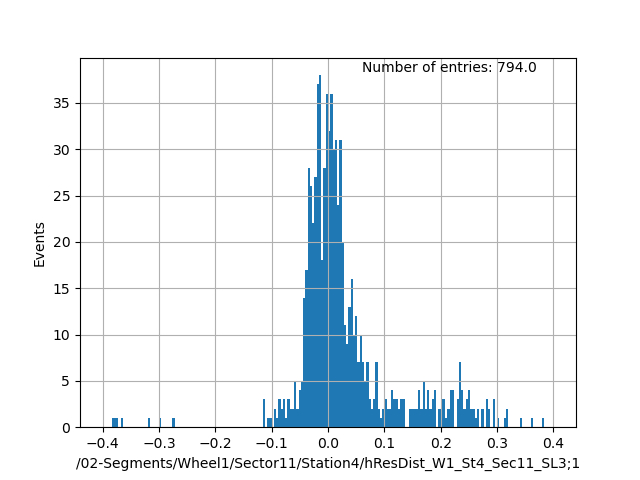 Number of entries: 794.0
35
30
25
20
15
10
5
0
Events
−0.4 −0.3 −0.2 −0.1 0.0 0.1 0.2 0.3 0.4
/02-Segments/Wheel1/Sector11/Station4/hResDist_W1_St4_Sec11_SL3;1